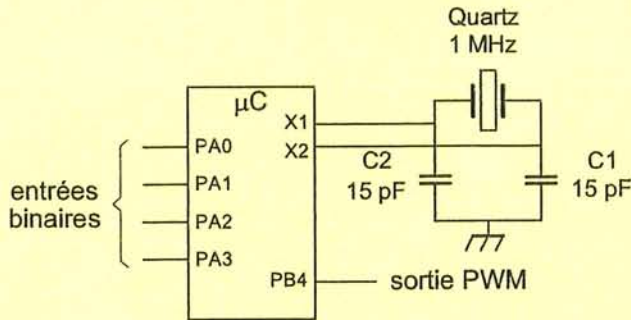 Quartz
1 MHz
µC
X1
X2
PA0
PA1
PA2
PA3
entrées
binaires
C2
15 pF
C1
15 pF
PB4
sortie PWM